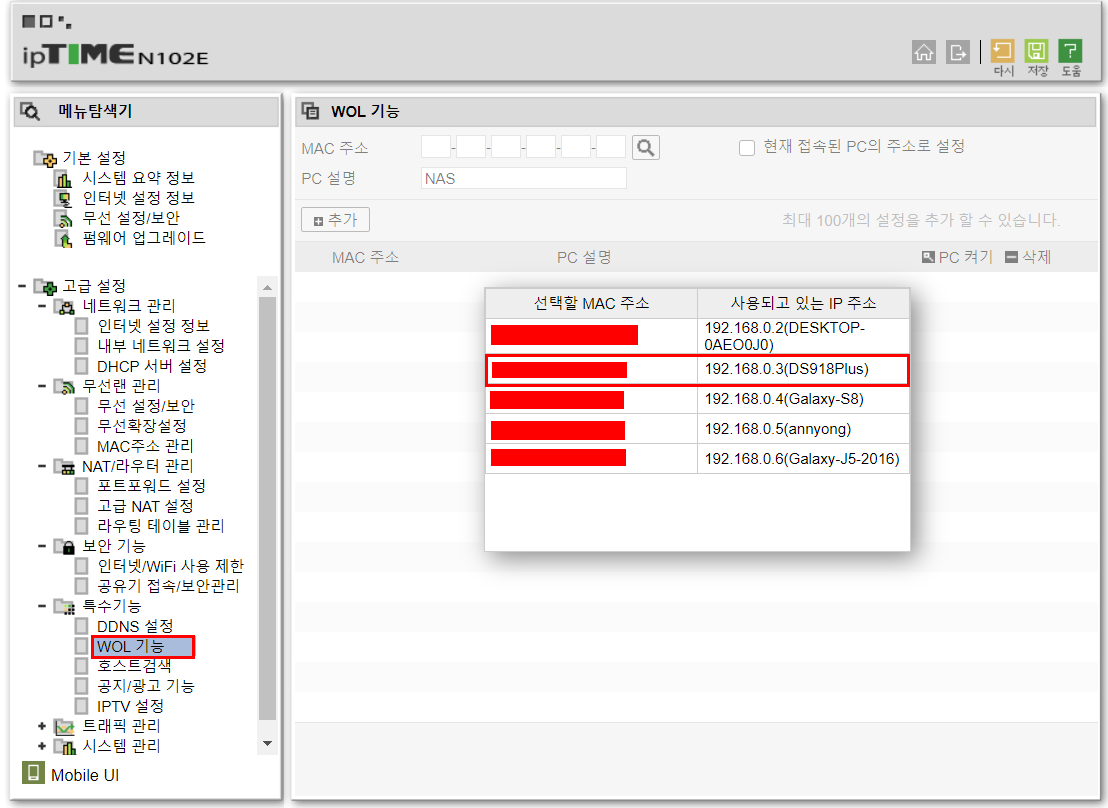 ipTIME N102E
다시 저장 도움
메뉴탐색기
기본 설정
시스템 요약 정보
인터넷 설정 정보
무선 설정/보안
펌웨어 업그레이드
고급 설정
네트워크 관리
인터넷 설정 정보
내부 네트워크 설정
DHCP 서버 설정
무선랜 관리
무선 설정/보안
무선확장설정
MAC주소 관리
NAT/라우터 관리
포트포워드 설정
고급 NAT 설정
라우팅 테이블 관리
보안 기능
인터넷/WiFi 사용 제한
공유기 접속/보안관리
특수기능
DDNS 설정
WOL 기능
호스트검색
공지/광고 기능
IPTV 설정
트래픽 관리
시스템 관리
Mobile UI
WOL 기능
MAC 주소 - - - - - 현재 접속된 PC의 주소로 설정
PC 설명 NAS
추가 최대 100개의 설정을 추가 할 수 있습니다.
MAC 주소 PC 설명 PC 켜기 삭제
선택할 MAC 주소 사용되고 있는 IP 주소
192.168.0.2(DESKTOP-
0AEO0J0)
192.168.0.3(DS918Plus)
192.168.0.4(Galaxy-S8)
192.168.0.5(annyong)
192.168.0.6(Galaxy-J5-2016)